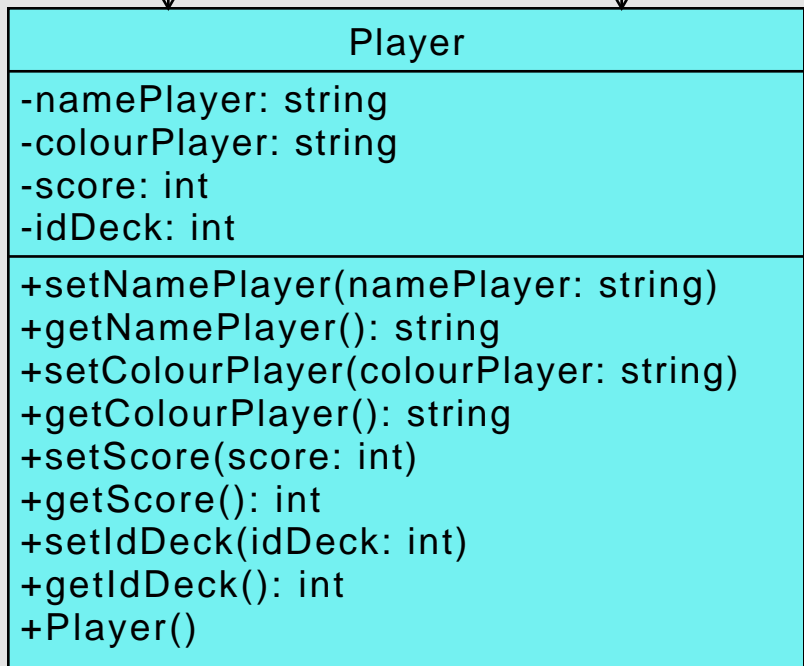 Player
-namePlayer: string
-colourPlayer: string
-score: int
-idDeck: int
+setNamePlayer(namePlayer: string)
+getNamePlayer(): string
+setColourPlayer(colourPlayer: string)
+getColourPlayer(): string
+setScore(score: int)
+getScore(): int
+setIdDeck(idDeck: int)
+getIdDeck(): int
+Player()